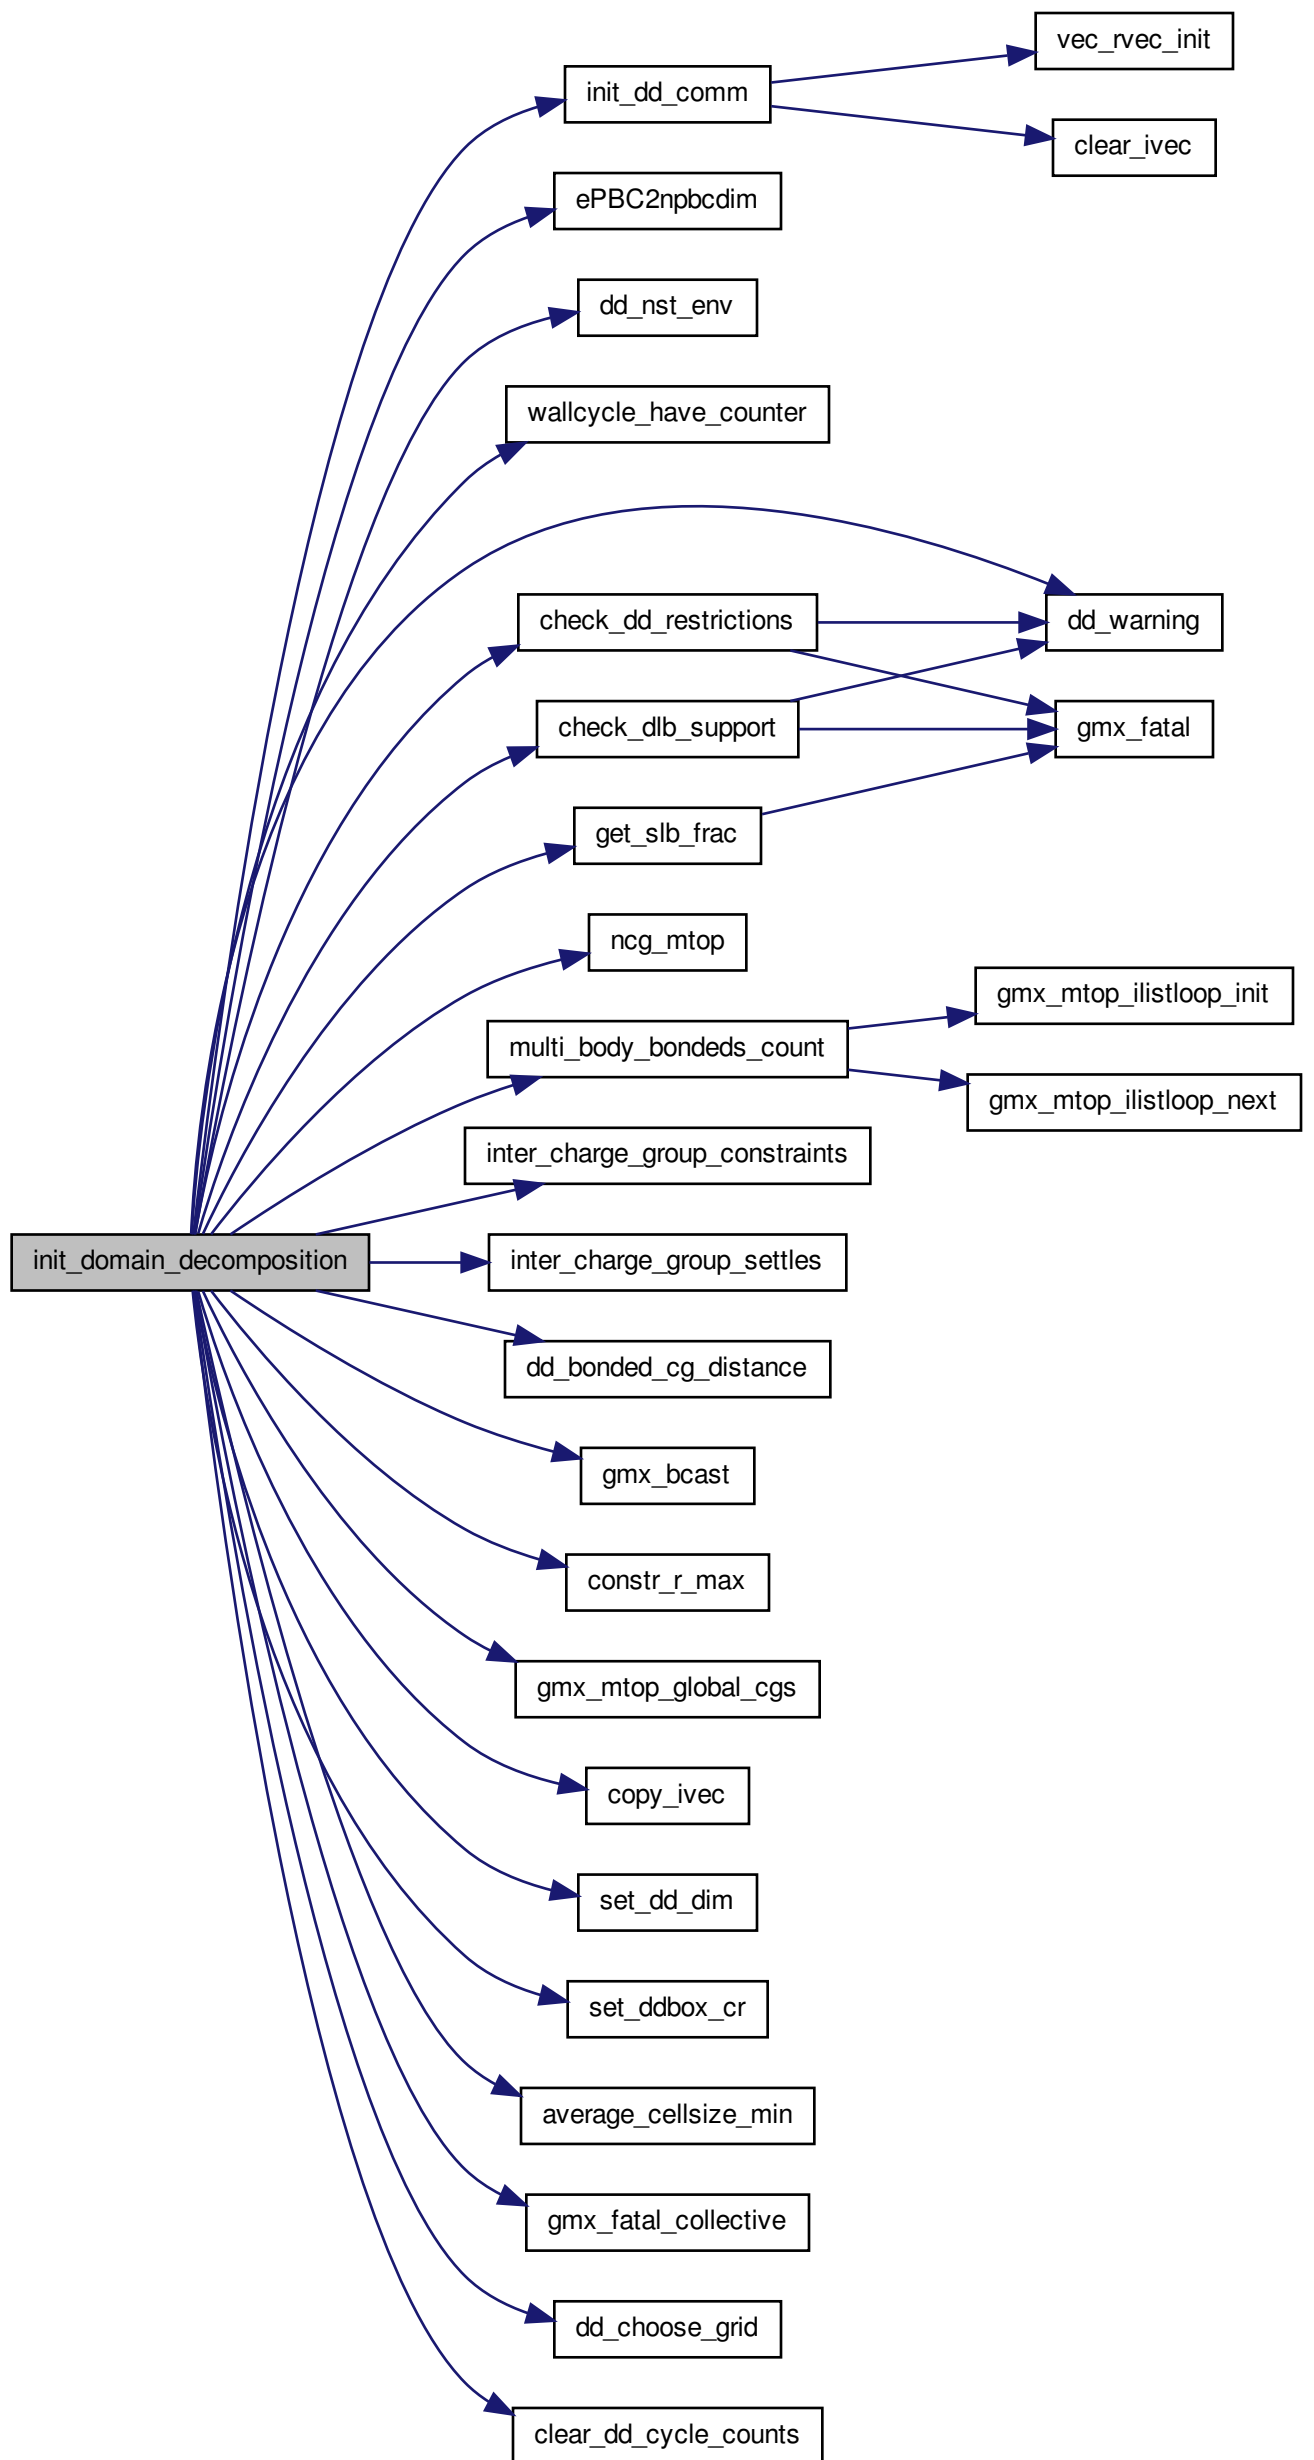 vec_rvec_init
init_dd_comm
clear_ivec
ePBC2npbcdim
dd_nst_env
wallcycle_have_counter
check_dd_restrictions
dd_warning
check_dlb_support
gmx_fatal
get_slb_frac
ncg_mtop
gmx_mtop_ilistloop_init
multi_body_bondeds_count
gmx_mtop_ilistloop_next
inter_charge_group_constraints
init_domain_decomposition
inter_charge_group_settles
dd_bonded_cg_distance
gmx_bcast
constr_r_max
gmx_mtop_global_cgs
copy_ivec
set_dd_dim
set_ddbox_cr
average_cellsize_min
gmx_fatal_collective
dd_choose_grid
clear_dd_cycle_counts